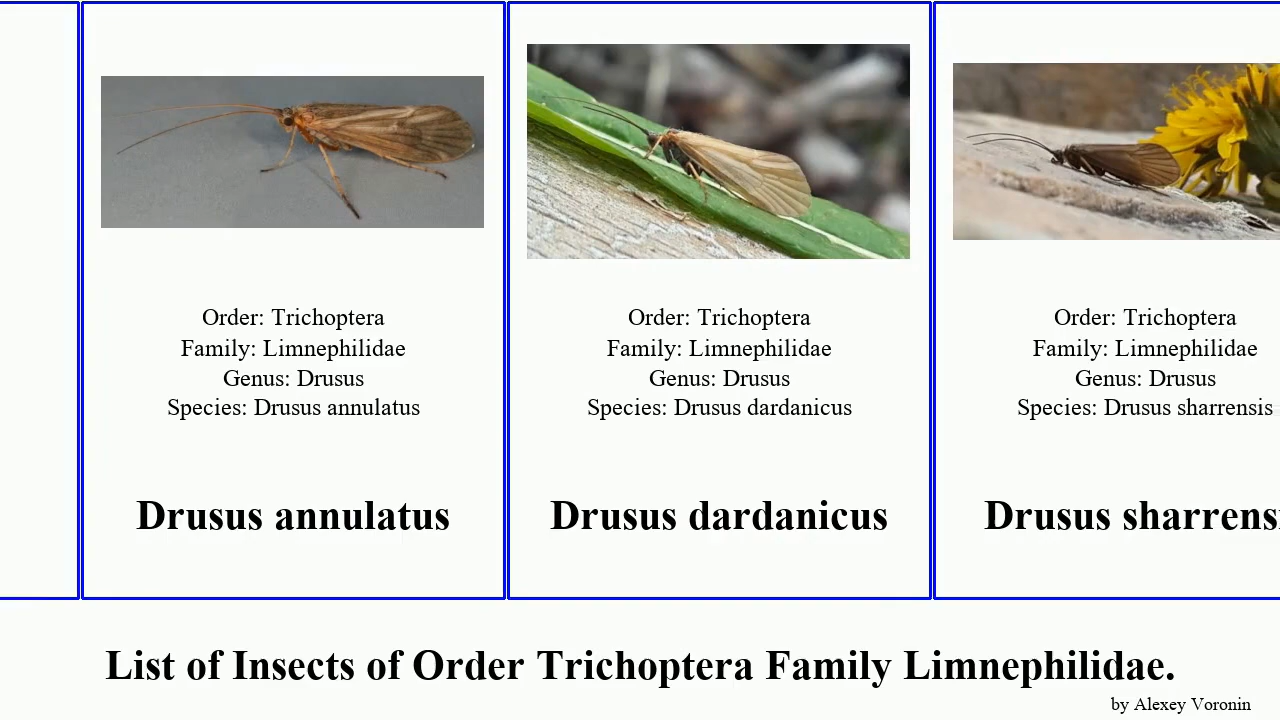 Order: Trichoptera
Family: Limnephilidae
Genus: Drusus
Species: Drusus annulatus
Drusus annulatus
Order: Trichoptera
Family: Limnephilidae
Genus: Drusus
Species: Drusus dardanicus
Drusus dardanicus
Order: Trichoptera
Family: Limnephilidae
Genus: Drusus
Species: Drusus sharrensis
Drusus sharrens
List of Insects of Order Trichoptera Family Limnephilidae.
by Alexey Voronin